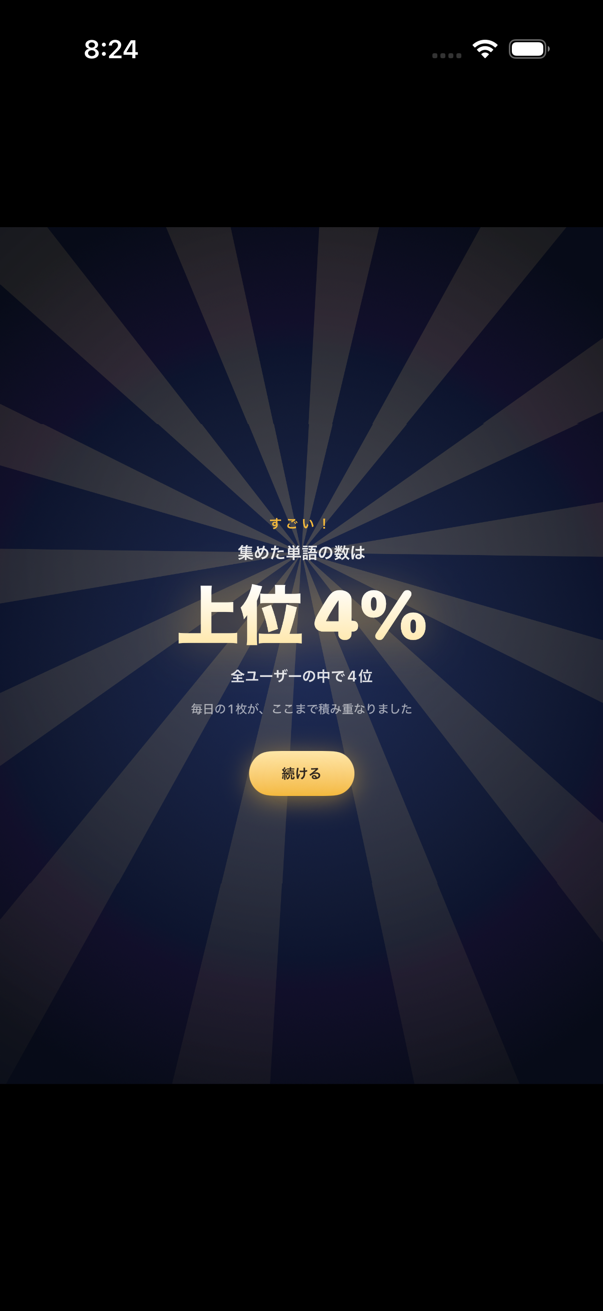 8:24
すごい！
集めた単語の数は
上位4%
全ユーザーの中で4位
毎日の1枚が、ここまで積み重なりました
続ける